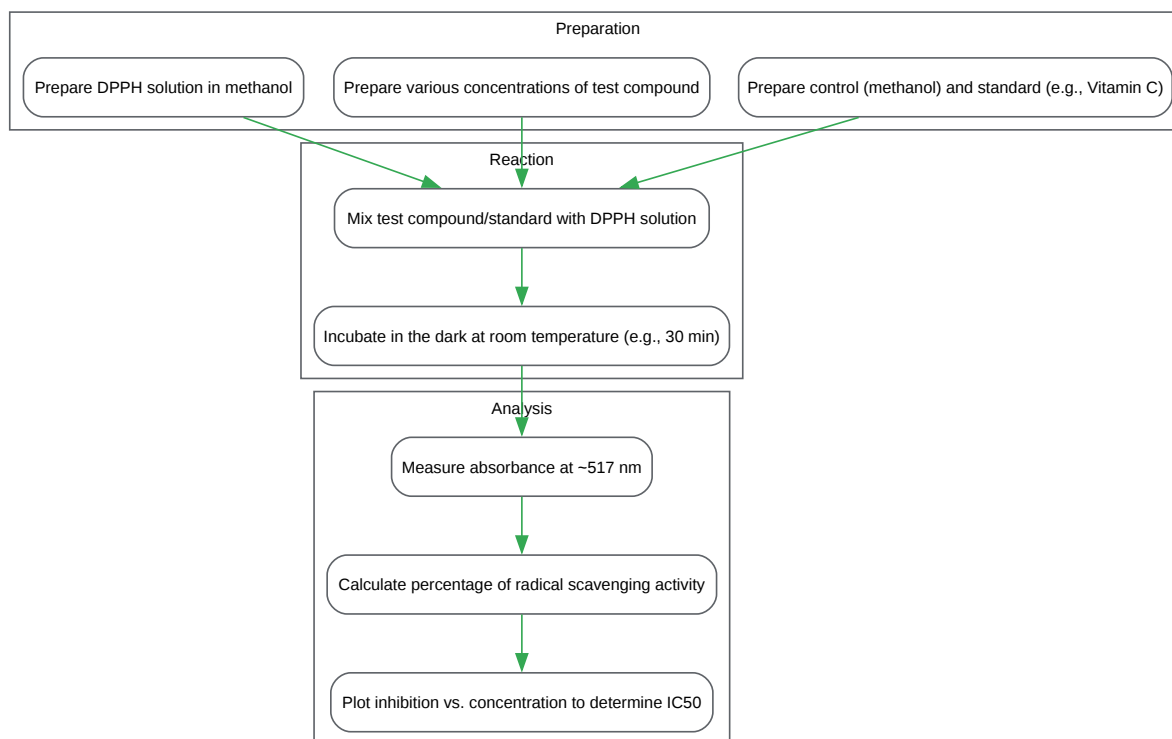 Preparation
Prepare DPPH solution in methanol
Prepare various concentrations of test compound
Prepare control (methanol) and standard (e.g., Vitamin C)
Reaction
Mix test compound/standard with DPPH solution
Incubate in the dark at room temperature (e.g., 30 min)
Analysis
Measure absorbance at ~517 nm
Calculate percentage of radical scavenging activity
Plot inhibition vs. concentration to determine IC50